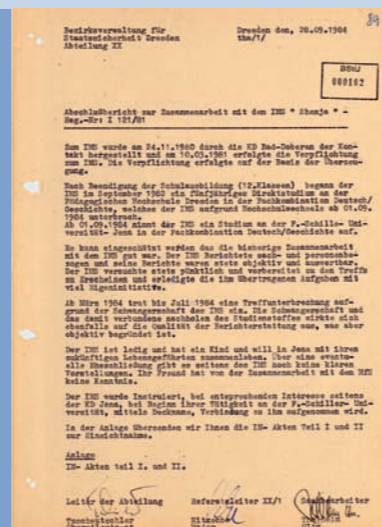 89
Bezirksverwaltung für Dresden den, 28.09.1984
Staatssicherheit Dresden tha/1/
Abteilung XX
BStU
000162
Abschlußbericht zur Zusammenarbeit mit dem IMS " Shenja " -
Reg.-Nr: I 121/81
Zum IMS wurde am 24.11.1980 durch die KD Bad-Doberan der Kon-
takt hergestellt und am 10.03.1981 erfolgte die Verpflichtung
zum IMS. Die Verpflichtung erfolgte auf der Basis der Überzeu-
gung.
Nach Beendigung der Schulausbildung (12.Klassen) begann der
IMS im September 1982 ein fünfjähriges Direktstudium an der
Pädagogischen Hochschule Dresden in der Fachkombination Deutsch/
Geschichte, welches der IMS aufgrund Hochschulwechsels ab 01.09.
1984 unterbrach.
Ab 01.09.1984 nimmt der IMS ein Studium an der F.-Schille- Uni-
versität- Jena in der Fachkombination Deutsch/Geschichte auf.
Es kann eingeschätzt werden das die bisherige Zusammenarbeit
mit dem IMS gut war. Der IMS Berichtete sach- und personenbe-
zogen und seine Berichte waren stets objektiv und auswertbar.
Der IMS versuchte stets pünktlich und vorbereitet zu den Treffs
zu Erscheinen und erledigte die ihm Übertragenen Aufgaben mit
viel Eigeninitiative.
Ab März 1984 trat bis Juli 1984 eine Treffunterbrechung auf-
grund der Schwangerschaft des IMS ein. Die Schwangerschaft und
das damit verbundene nachholen des Studienstoffes wirkte sich
ebenfalls auf die Qualität der Berichterstattung aus, was aber
objektiv begründet ist.
Der IMS ist ledig und hat ein Kind und will in Jena mit ihrem
zukünftigen Lebensgefährten zusammenleben. Über eine eventu-
elle Eheschließung gibt es seitens des IMS noch keine klaren
Vorstellungen. Ihr Freund hat von der Zusammenarbeit mit dem MfS
keine Kenntnis.
Der IMS wurde Instruiert, bei entsprechenden Interesse seitens
der KD Jena, bei Beginn ihrer Tätigkeit an der F.-Schiller- Uni-
versität, mittels Deckname, Verbindung zu ihm aufgenommen wird.
In der Anlage Übersenden wir Ihnen die IM- Akten Teil I und II
zur Einsichtnahme.
Anlage
IM- Akten teil I. und II.
Leiter der Abteilung Referatsleiter XX/1
Tzscheutschler Nitzsche